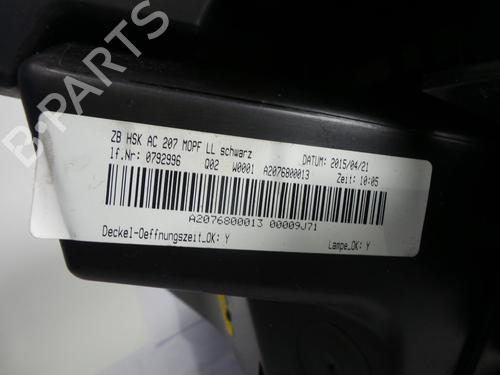 ZB HSK AC 207 MOPF LL schwarz
DATUM: 2015/04/21
lf.Nr: 0792996 Q02 W0001 A2076800013 Zeit: 10:05
A2076800013 00009J71
Deckel-Oeffnungszeit_OK: Y Lampe_OK: Y
B-PARTS